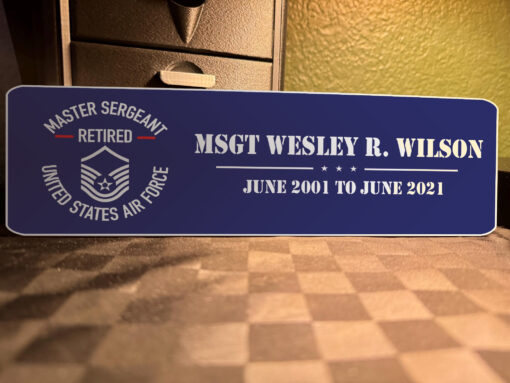 MASTER SERGEANT
RETIRED
UNITED STATES AIR FORCE
MSGT WESLEY R. WILSON
JUNE 2001 TO JUNE 2021